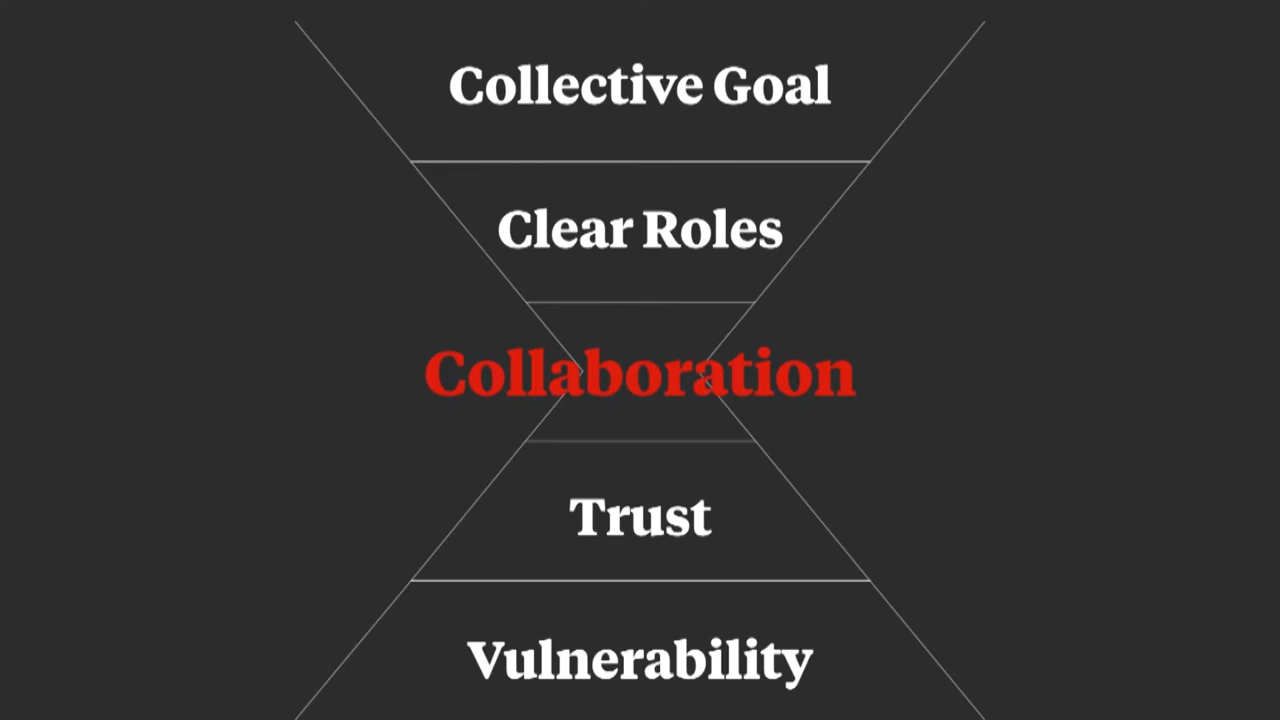 Collective Goal
Clear Roles
Collaboration
Trust
Vulnerability